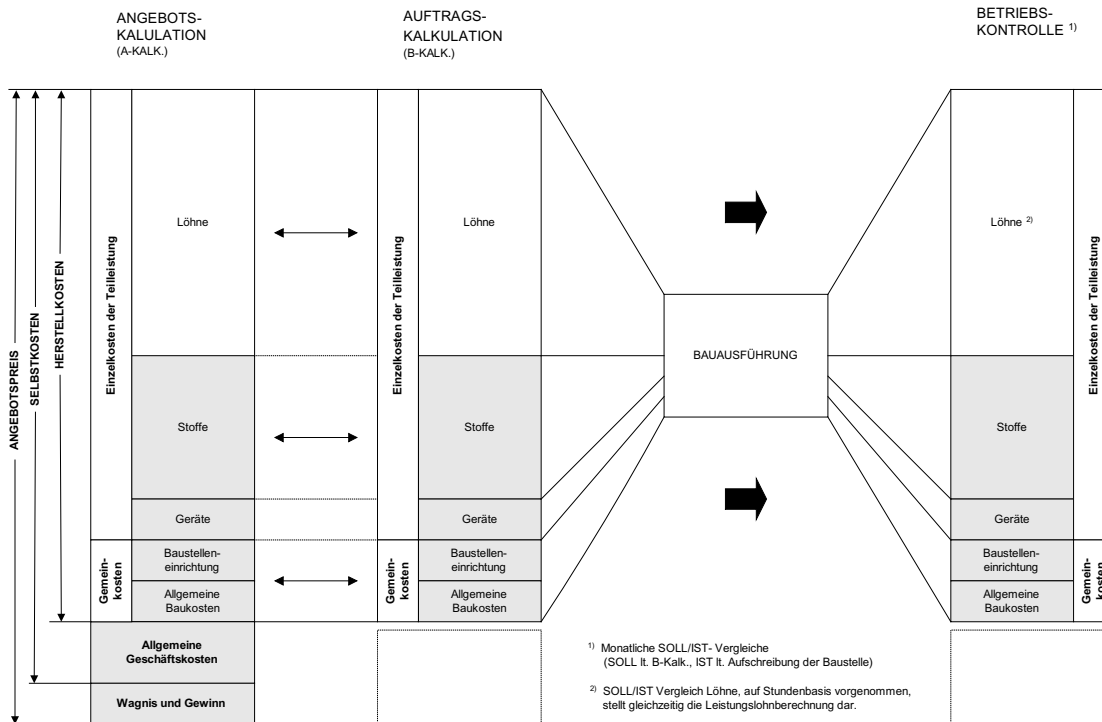 ANGEBOTS-
KALULATION
(A-KALK.)
AUFTRAGS-
KALKULATION
(B-KALK.)
BETRIEBS-
KONTROLLE 1)
ANGEBOTSPREIS
SELBSTKOSTEN
HERSTELLKOSTEN
Einzelkosten der Teilleistung
Löhne
Stoffe
Geräte
Gemein-
kosten
Baustellen-
einrichtung
Allgemeine
Baukosten
Allgemeine
Geschäftskosten
Wagnis und Gewinn
Einzelkosten der Teilleistung
Löhne
Stoffe
Geräte
Gemein-
kosten
Baustellen-
einrichtung
Allgemeine
Baukosten
BAUAUSFÜHRUNG
Löhne 2)
Stoffe
Geräte
Baustellen-
einrichtung
Allgemeine
Baukosten
Einzelkosten der Teilleistung
Gemein-
kosten
1) Monatliche SOLL/IST- Vergleiche
(SOLL lt. B-Kalk., IST lt. Aufschreibung der Baustelle)
2) SOLL/IST Vergleich Löhne, auf Stundenbasis vorgenommen,
stellt gleichzeitig die Leistungslohnberechnung dar.